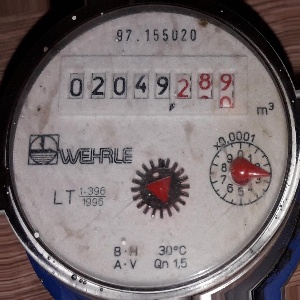 97.155020
02049289
m³
x0.0001
WEHRLE
LT 1-396
1995
B-H 30°C
A-V Qn 1,5